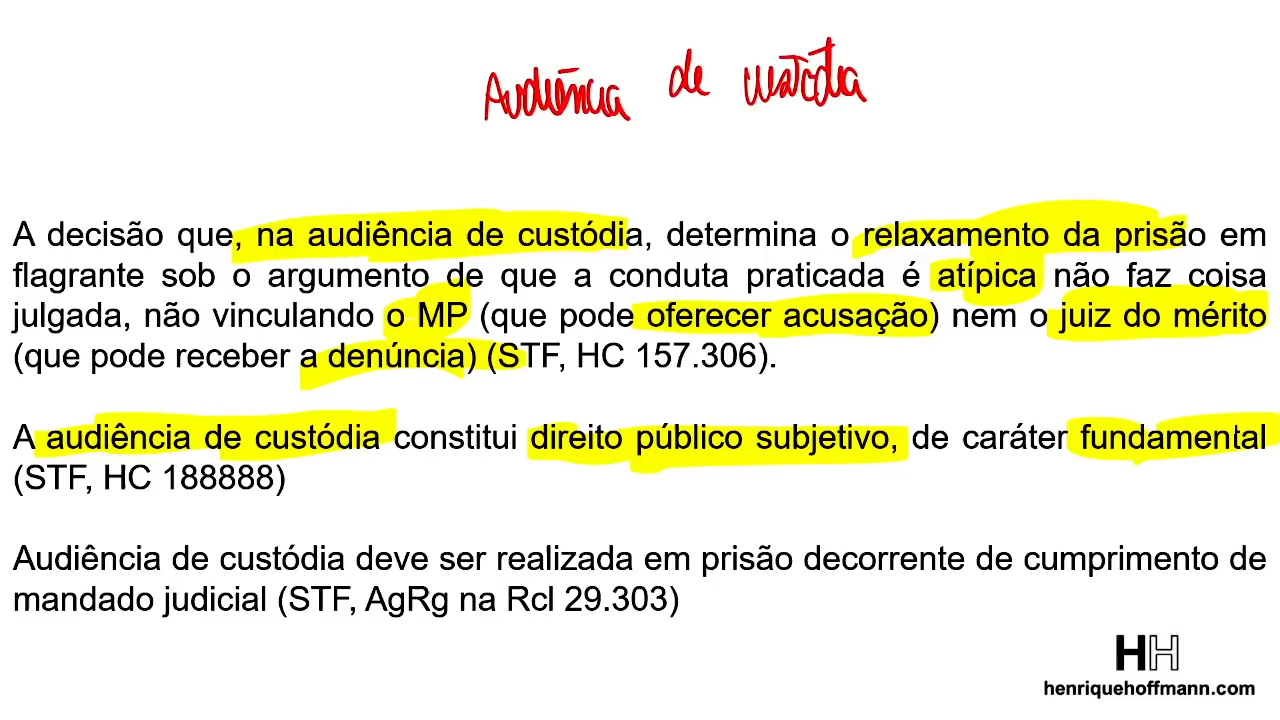 Audiência de custódia
A decisão que, na audiência de custódia, determina o relaxamento da prisão em
flagrante sob o argumento de que a conduta praticada é atípica não faz coisa
julgada, não vinculando o MP (que pode oferecer acusação) nem o juiz do mérito
(que pode receber a denúncia) (STF, HC 157.306).
A audiência de custódia constitui direito público subjetivo, de caráter fundamental
(STF, HC 188888)
Audiência de custódia deve ser realizada em prisão decorrente de cumprimento de
mandado judicial (STF, AgRg na Rcl 29.303)
HH
henriquehoffmann.com